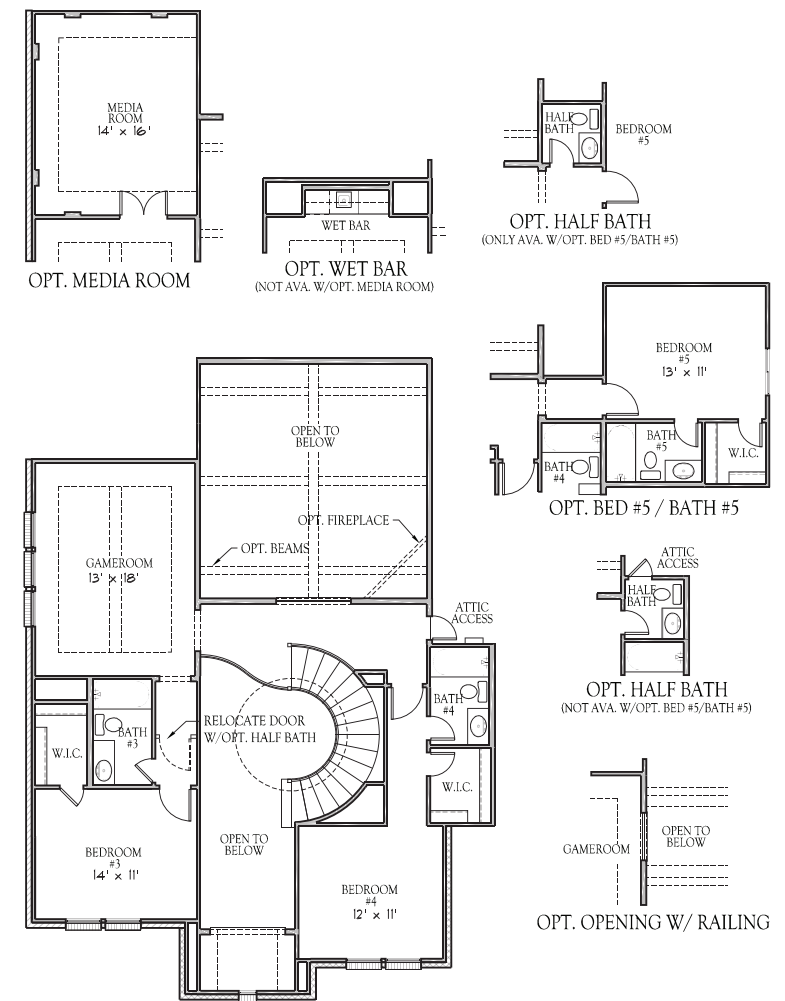 MEDIA
ROOM
14' x 16'
OPT. MEDIA ROOM
WET BAR
OPT. WET BAR
(NOT AVA. W/OPT. MEDIA ROOM)
HALF
BATH
BEDROOM
#5
OPT. HALF BATH
(ONLY AVA. W/OPT. BED #5/BATH #5)
BEDROOM
#5
13' x 11'
BATH
#5
W.I.C.
BATH
#4
OPT. BED #5 / BATH #5
OPEN TO
BELOW
OPT. FIREPLACE
OPT. BEAMS
GAMEROOM
13' x 18'
ATTIC
ACCESS
BATH
#4
RELOCATE DOOR
W/OPT. HALF BATH
BATH
#3
W.I.C.
W.I.C.
OPEN TO
BELOW
BEDROOM
#3
14' x 11'
BEDROOM
#4
12' x 11'
ATTIC
ACCESS
HALF
BATH
OPT. HALF BATH
(NOT AVA. W/OPT. BED #5/BATH #5)
GAMEROOM
OPEN TO
BELOW
OPT. OPENING W/ RAILING